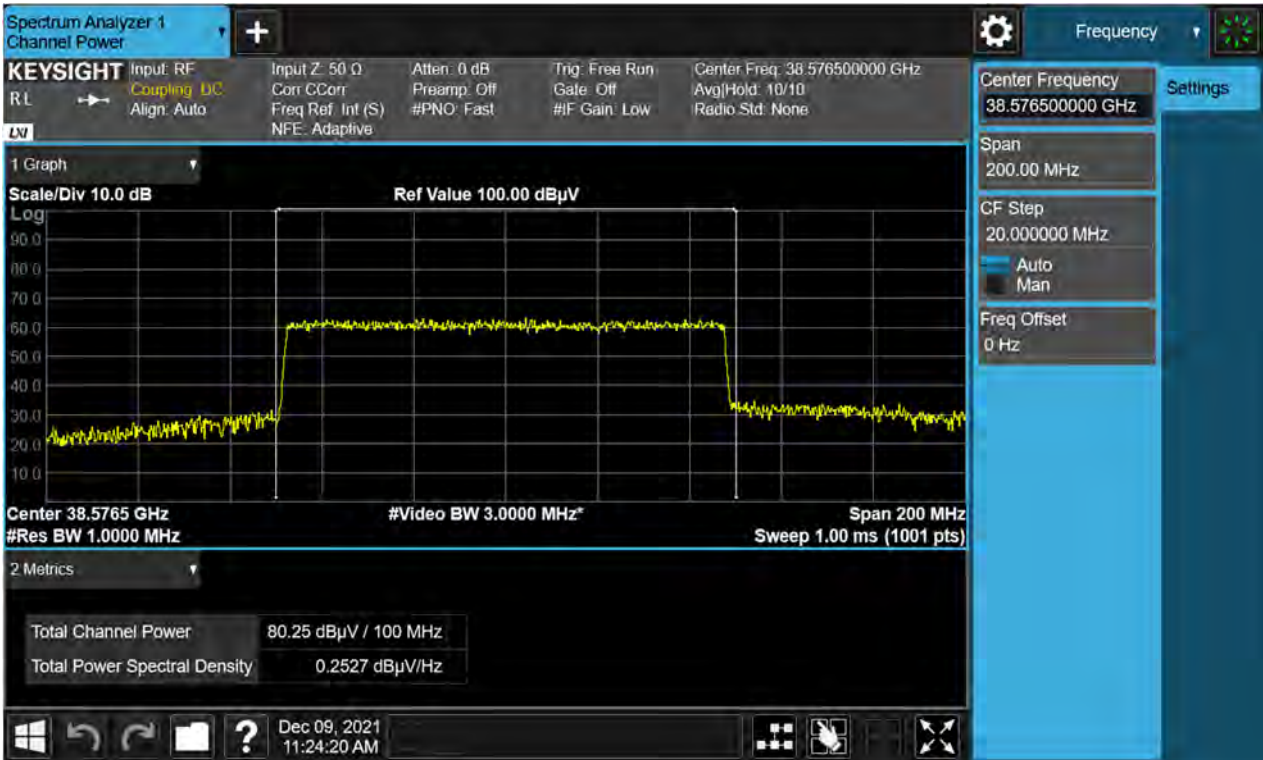 Spectrum Analyzer 1
Channel Power
+
Frequency
KEYSIGHT Input: RF Input Z: 50 Ω Atten: 0 dB Trig: Free Run Center Freq: 38.576500000 GHz
R L Coupling: DC Corr CCorr Preamp: Off Gate: Off Avg|Hold: 10/10
Align: Auto Freq Ref: Int (S) #PNO: Fast #IF Gain: Low Radio Std: None
LXI NFE: Adaptive
1 Graph
Scale/Div 10.0 dB Ref Value 100.00 dBµV
Log
90.0
80.0
70.0
60.0
50.0
40.0
30.0
20.0
10.0
Center 38.5765 GHz #Video BW 3.0000 MHz* Span 200 MHz
#Res BW 1.0000 MHz Sweep 1.00 ms (1001 pts)
2 Metrics
Total Channel Power 80.25 dBµV / 100 MHz
Total Power Spectral Density 0.2527 dBµV/Hz
Center Frequency
38.576500000 GHz
Settings
Span
200.00 MHz
CF Step
20.000000 MHz
Auto
Man
Freq Offset
0 Hz
?
Dec 09, 2021
11:24:20 AM